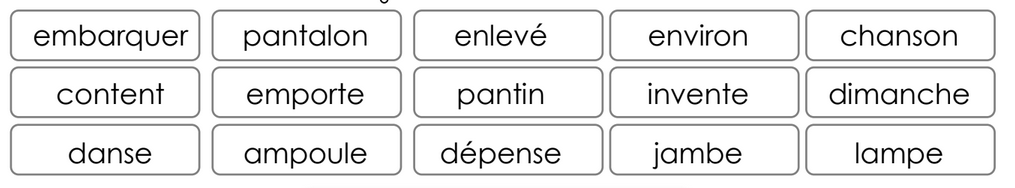 embarquer pantalon enlevé environ chanson
content emporte pantin invente dimanche
danse ampoule dépense jambe lampe